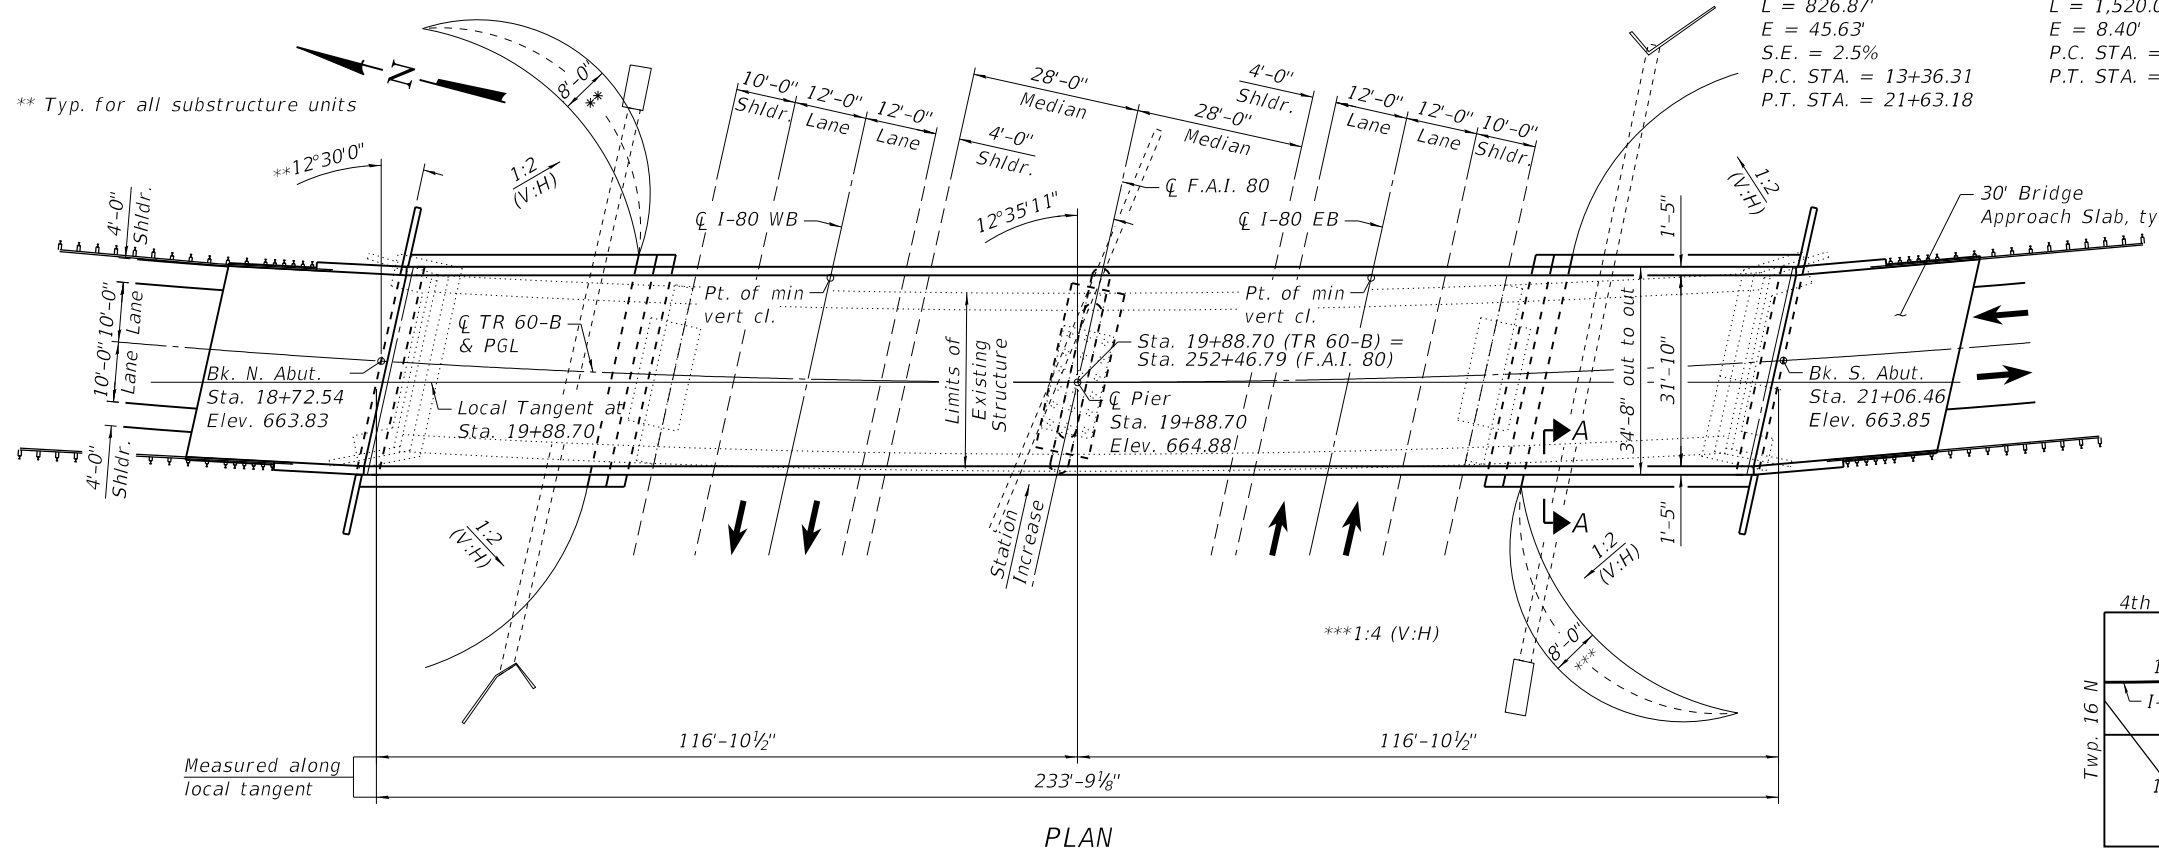 L = 826.87'
E = 45.63'
S.E. = 2.5%
P.C. STA. = 13+36.31
P.T. STA. = 21+63.18
E = 8.40'
P.C. STA. =
P.T. STA. =
** Typ. for all substructure units
N
8'-0"
**
10'-0"
Shldr.
12'-0"
Lane
12'-0"
Lane
4'-0"
Shldr.
28'-0"
Median
28'-0"
Median
4'-0"
Shldr.
12'-0"
Lane
12'-0"
Lane
10'-0"
Shldr.
**12°30'0"
1:2
(V:H)
12°35'11"
℄ F.A.I. 80
℄ I-80 WB
℄ I-80 EB
1:2
(V:H)
1'-5"
30' Bridge
Approach Slab,
4'-0"
Shldr.
10'-0"
Lane
10'-0"
Lane
4'-0"
Shldr.
Pt. of min
vert cl.
Pt. of min
vert cl.
℄ TR 60-B
& PGL
Limits of
Existing
Structure
Sta. 19+88.70 (TR 60-B) =
Sta. 252+46.79 (F.A.I. 80)
34'-8" out to out
31'-10"
Bk. N. Abut.
Sta. 18+72.54
Elev. 663.83
Local Tangent at
Sta. 19+88.70
℄ Pier
Sta. 19+88.70
Elev. 664.88
Bk. S. Abut.
Sta. 21+06.46
Elev. 663.85
A
A
1'-5"
Station
Increase
1:2
(V:H)
1:2
(V:H)
***1:4 (V:H)
8'-0"
***
116'-10½"
116'-10½"
Measured along
local tangent
233'-9⅛"
PLAN
4th
Twp. 16 N